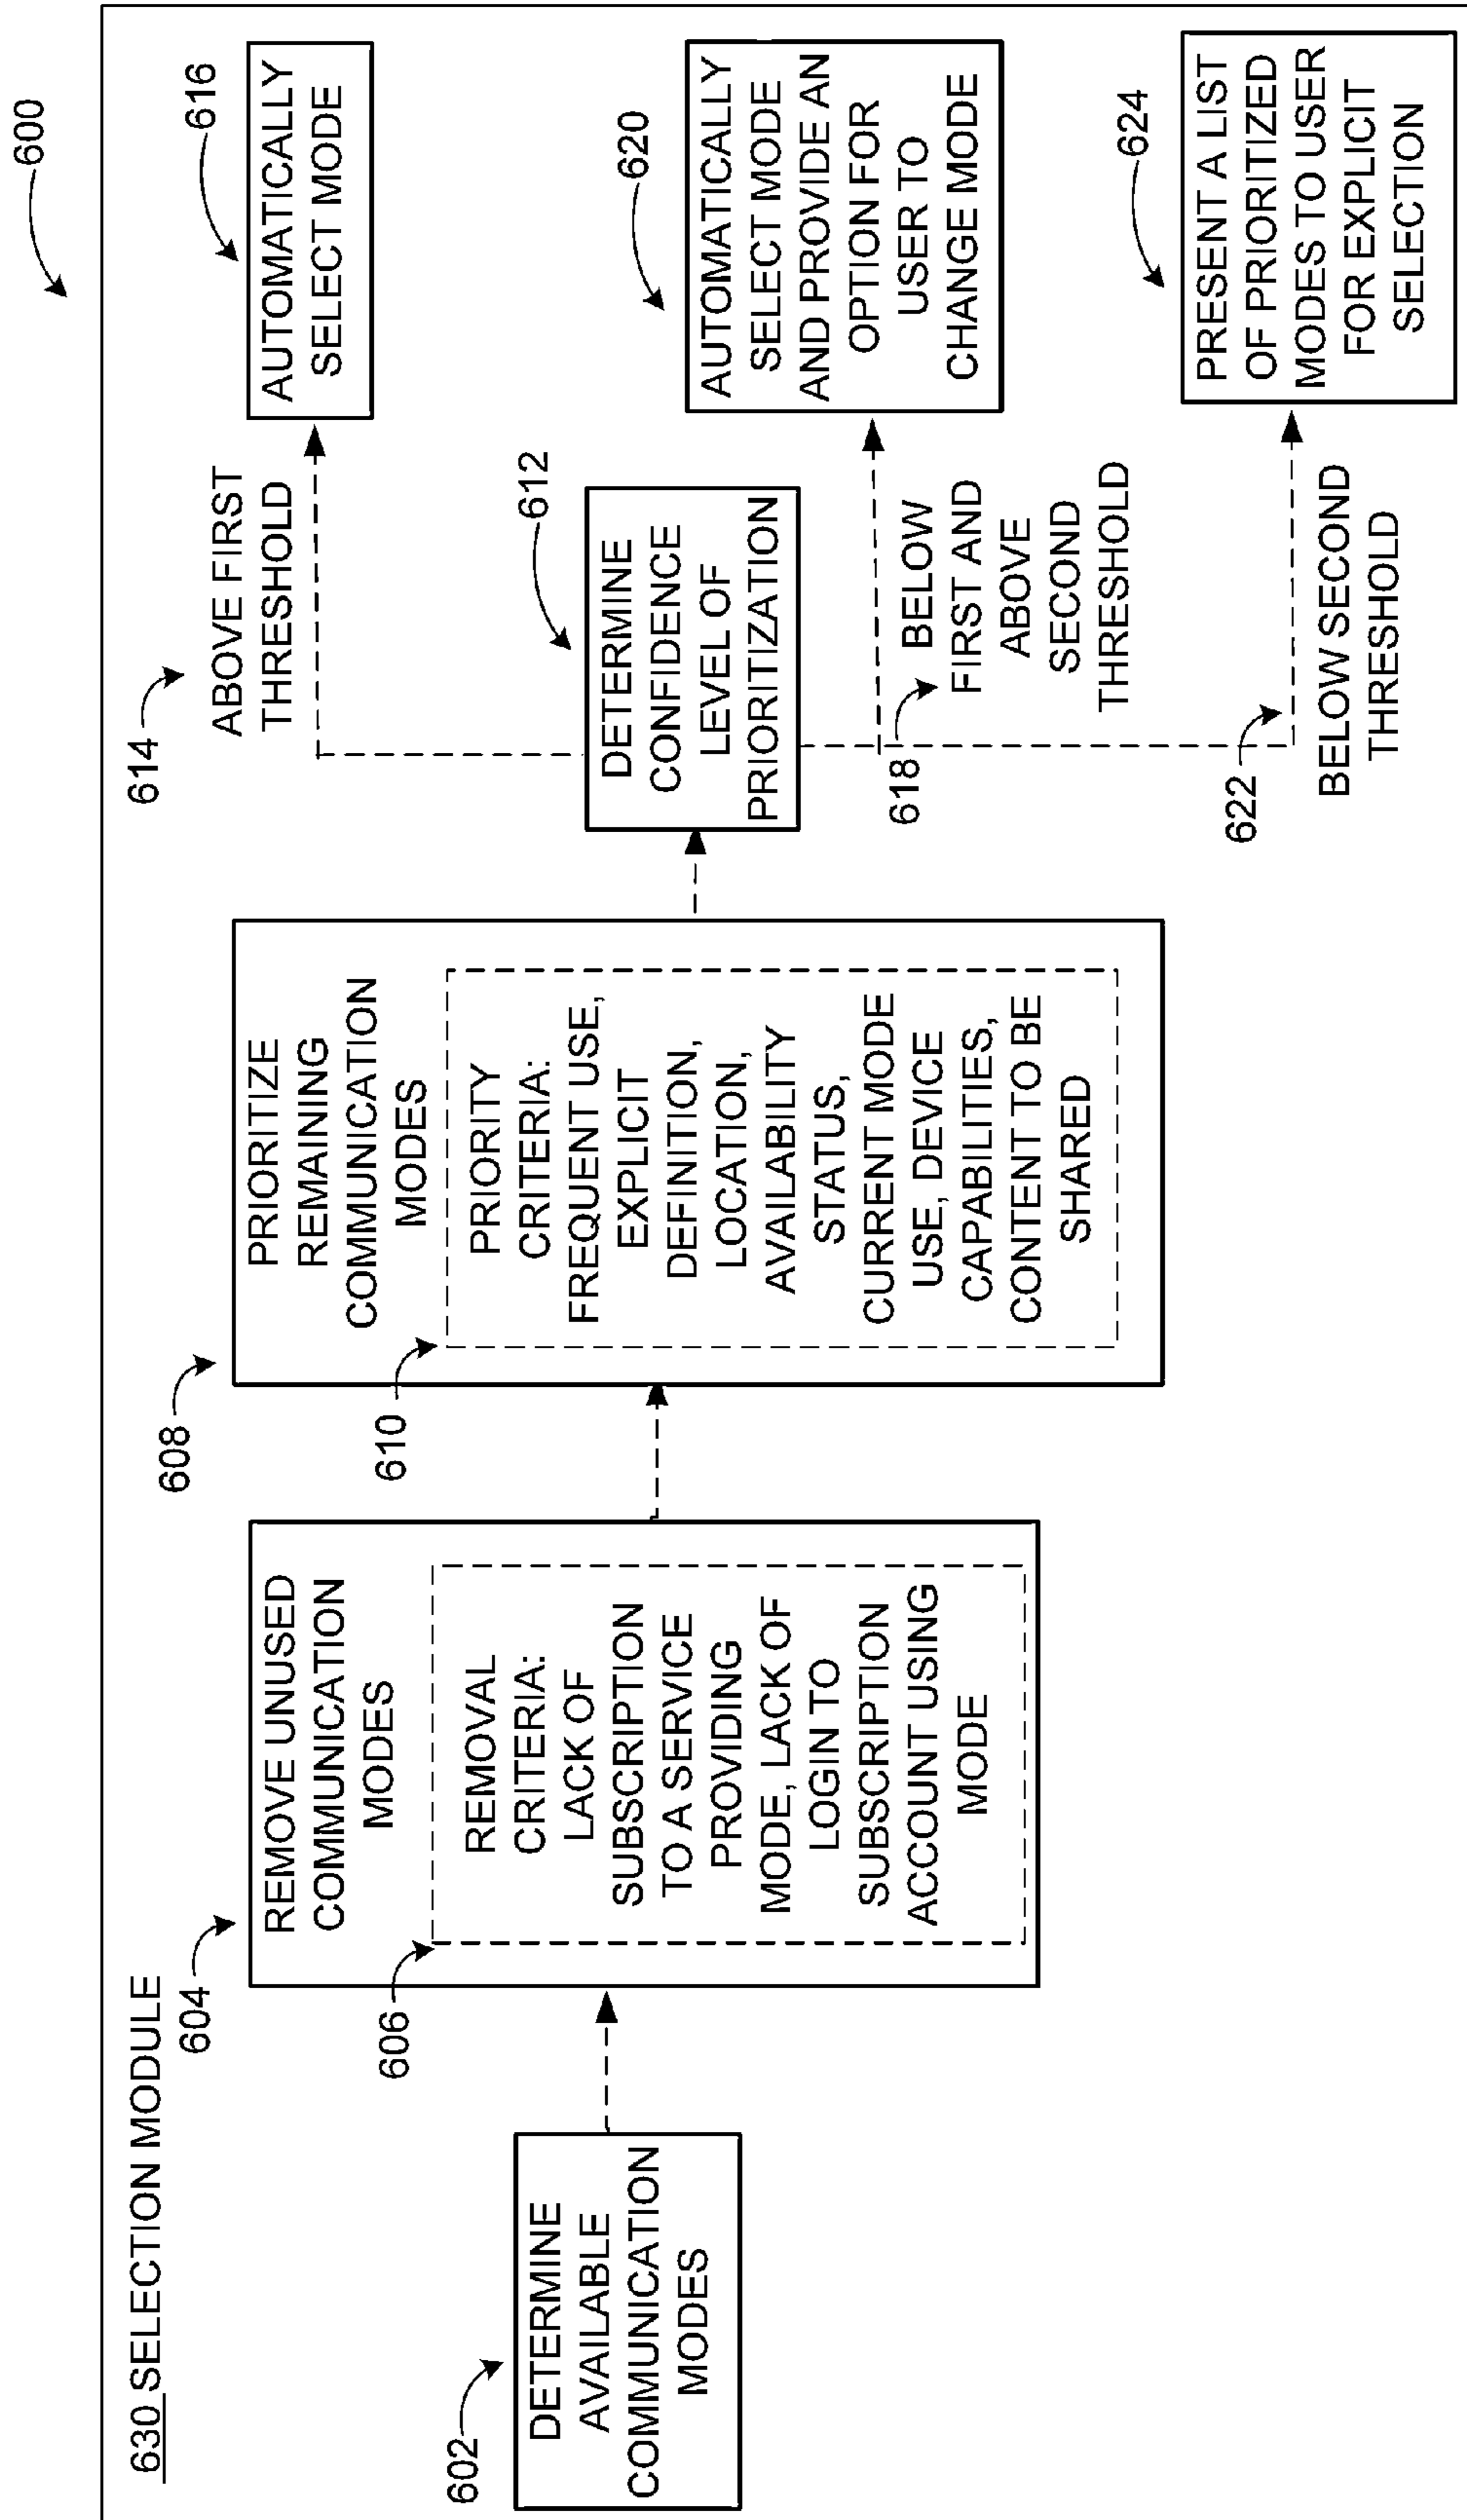 600
630 SELECTION MODULE
602
DETERMINE
AVAILABLE
COMMUNICATION
MODES
604
REMOVE UNUSED
COMMUNICATION
MODES
606
REMOVAL
CRITERIA:
LACK OF
SUBSCRIPTION
TO A SERVICE
PROVIDING
MODE, LACK OF
LOGIN TO
SUBSCRIPTION
ACCOUNT USING
MODE
608
PRIORITIZE
REMAINING
COMMUNICATION
MODES
610
PRIORITY
CRITERIA:
FREQUENT USE,
EXPLICIT
DEFINITION,
LOCATION,
AVAILABILITY
STATUS,
CURRENT MODE
USE, DEVICE
CAPABILITIES,
CONTENT TO BE
SHARED
612
DETERMINE
CONFIDENCE
LEVEL OF
PRIORITIZATION
614
ABOVE FIRST
THRESHOLD
616
AUTOMATICALLY
SELECT MODE
618
BELOW
FIRST AND
ABOVE
SECOND
THRESHOLD
620
AUTOMATICALLY
SELECT MODE
AND PROVIDE AN
OPTION FOR
USER TO
CHANGE MODE
622
BELOW SECOND
THRESHOLD
624
PRESENT A LIST
OF PRIORITIZED
MODES TO USER
FOR EXPLICIT
SELECTION